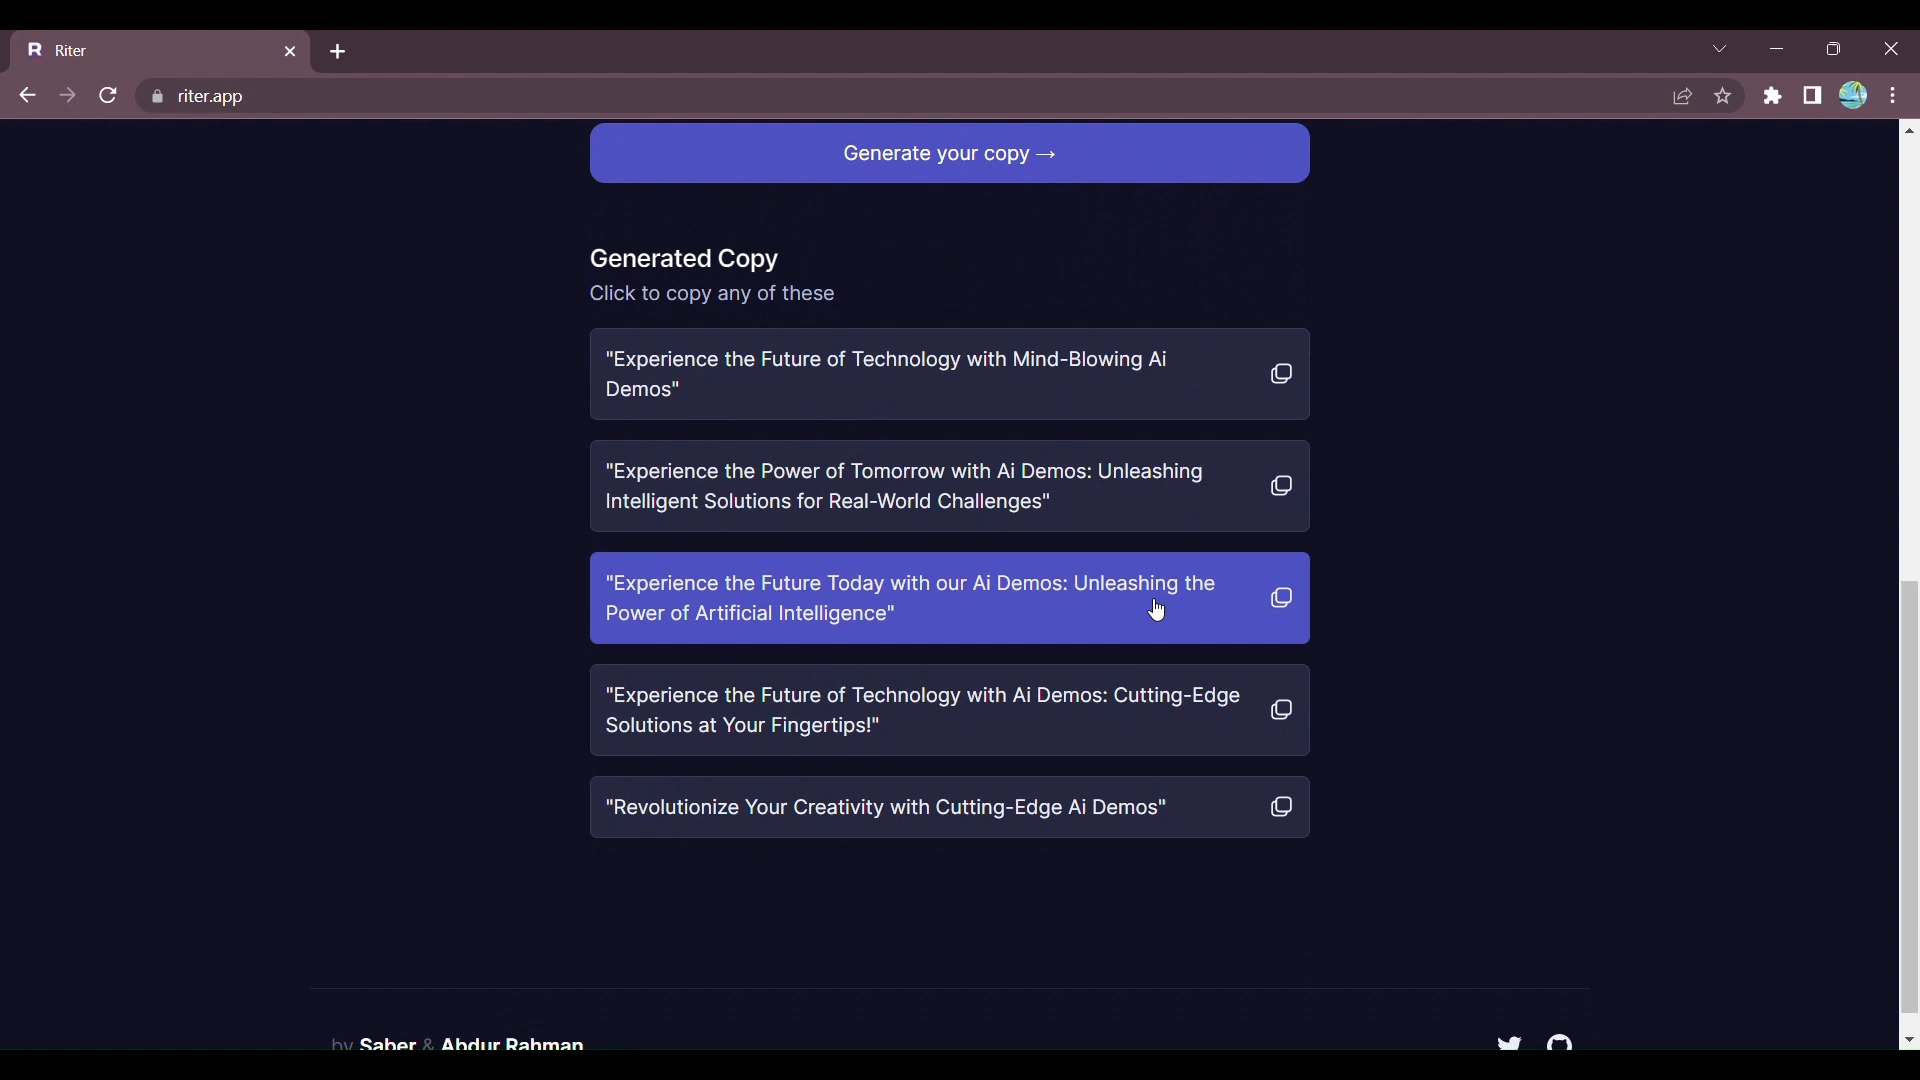 Riter
riter.app
Generate your copy →
Generated Copy
Click to copy any of these
"Experience the Future of Technology with Mind-Blowing Ai
Demos"
"Experience the Power of Tomorrow with Ai Demos: Unleashing
Intelligent Solutions for Real-World Challenges"
"Experience the Future Today with our Ai Demos: Unleashing the
Power of Artificial Intelligence"
"Experience the Future of Technology with Ai Demos: Cutting-Edge
Solutions at Your Fingertips!"
"Revolutionize Your Creativity with Cutting-Edge Ai Demos"
by Saber & Abdur Rahman